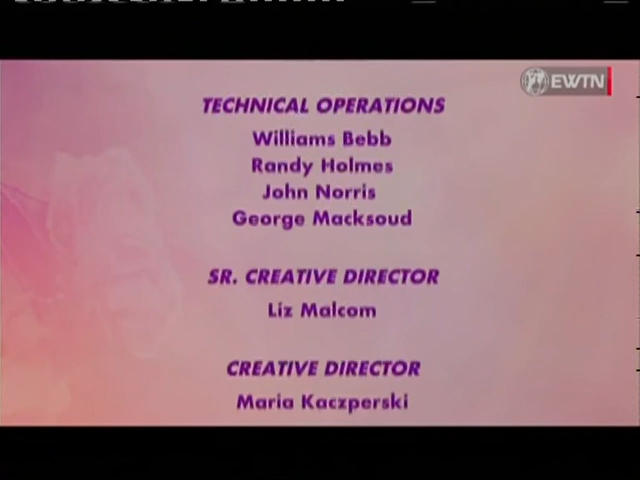 EWTN
TECHNICAL OPERATIONS
Williams Bebb
Randy Holmes
John Norris
George Macksoud
SR. CREATIVE DIRECTOR
Liz Malcom
CREATIVE DIRECTOR
Maria Kaczperski